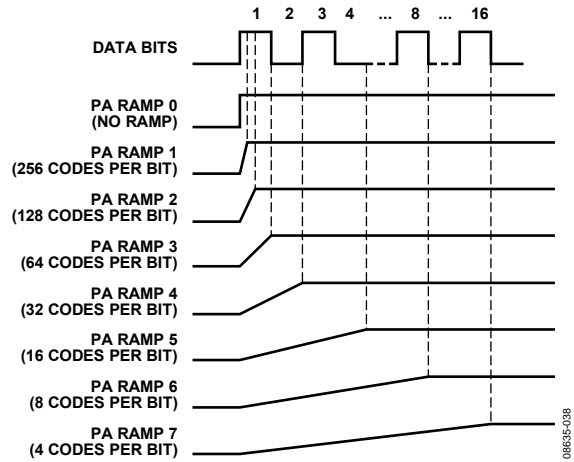 1 2 3 4 ... 8 ... 16
DATA BITS
PA RAMP 0
(NO RAMP)
PA RAMP 1
(256 CODES PER BIT)
PA RAMP 2
(128 CODES PER BIT)
PA RAMP 3
(64 CODES PER BIT)
PA RAMP 4
(32 CODES PER BIT)
PA RAMP 5
(16 CODES PER BIT)
PA RAMP 6
(8 CODES PER BIT)
PA RAMP 7
(4 CODES PER BIT)
08635-038